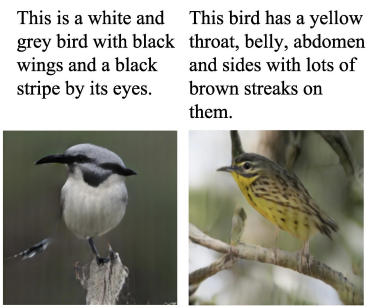 This is a white and
grey bird with black
wings and a black
stripe by its eyes.
This bird has a yellow
throat, belly, abdomen
and sides with lots of
brown streaks on
them.